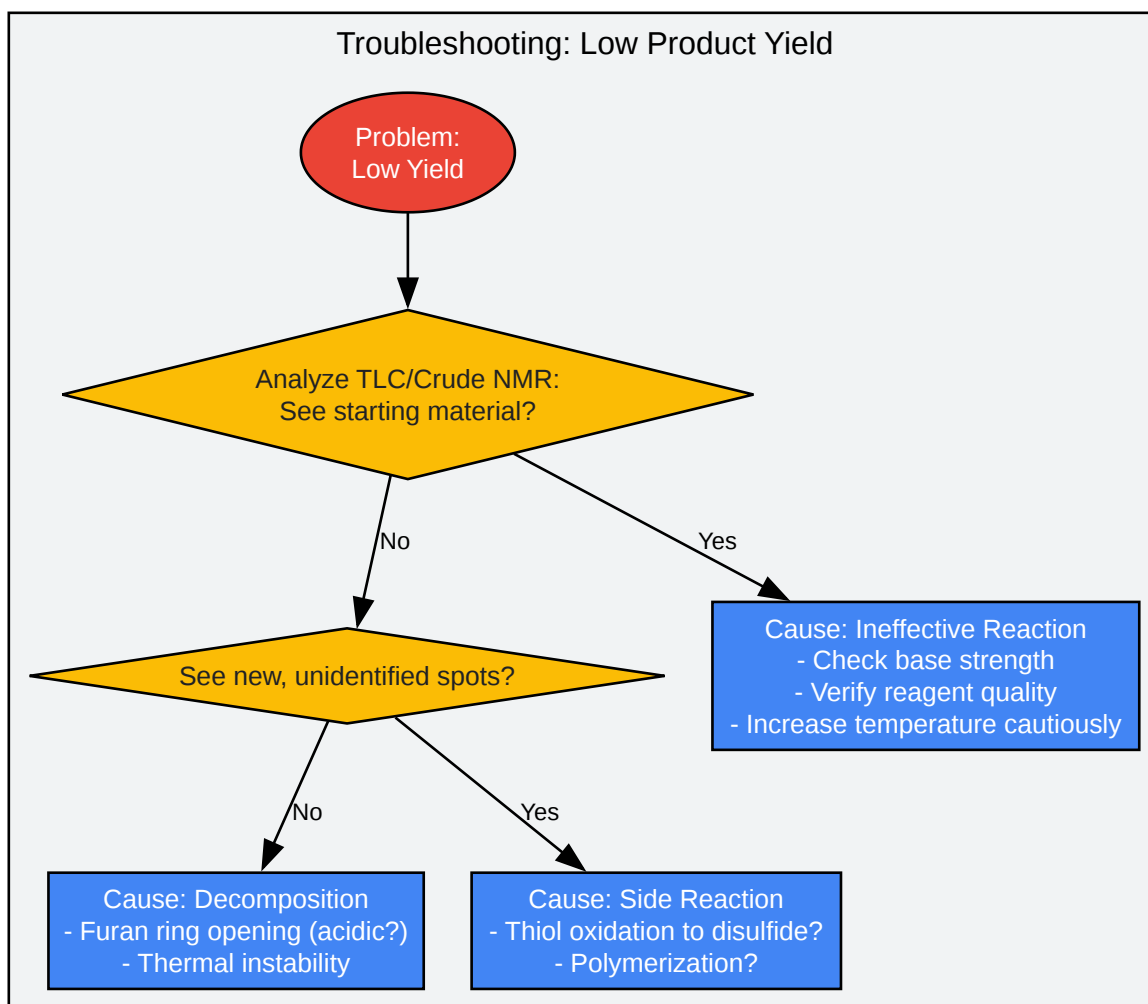 Troubleshooting: Low Product Yield
Problem:
Low Yield
Analyze TLC/Crude NMR:
See starting material?
No
Yes
Cause: Ineffective Reaction
- Check base strength
- Verify reagent quality
- Increase temperature cautiously
See new, unidentified spots?
No
Yes
Cause: Decomposition
- Furan ring opening (acidic?)
- Thermal instability
Cause: Side Reaction
- Thiol oxidation to disulfide?
- Polymerization?